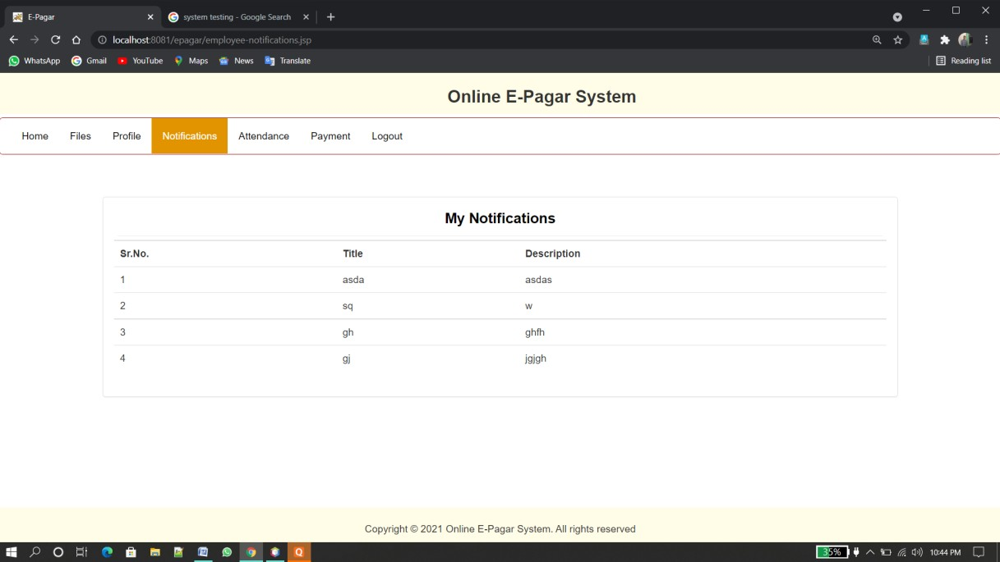 E-Pagar
system testing - Google Search
localhost:8081/epagar/employee-notifications.jsp
WhatsApp Gmail YouTube Maps News Translate Reading list
Online E-Pagar System
Home Files Profile Notifications Attendance Payment Logout
My Notifications
Sr.No. Title Description
1 asda asdas
2 sq w
3 gh ghfh
4 gj jgjgh
Copyright © 2021 Online E-Pagar System. All rights reserved
35% 10:44 PM